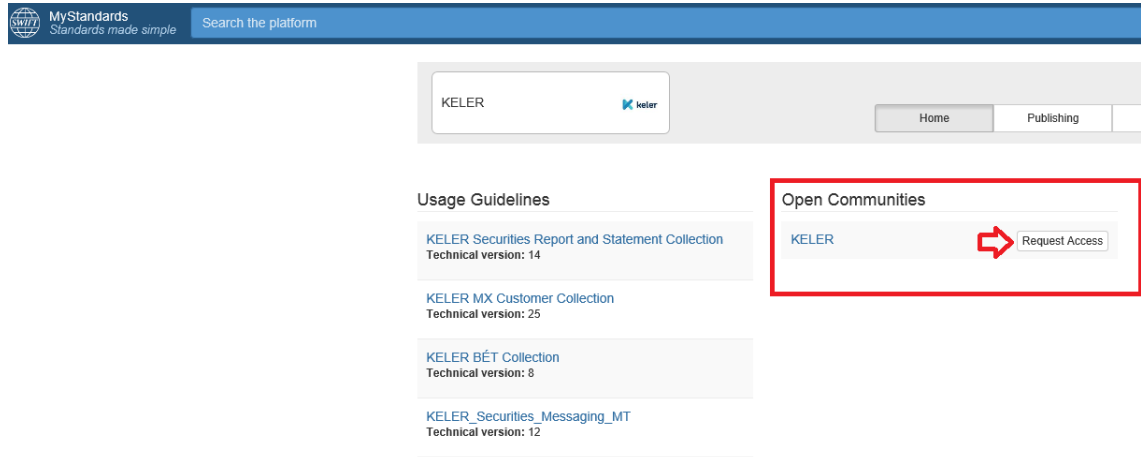 SWIFT
MyStandards
Standards made simple
Search the platform
KELER
keler
Home
Publishing
Usage Guidelines
KELER Securities Report and Statement Collection
Technical version: 14
KELER MX Customer Collection
Technical version: 25
KELER BÉT Collection
Technical version: 8
KELER_Securities_Messaging_MT
Technical version: 12
Open Communities
KELER
Request Access